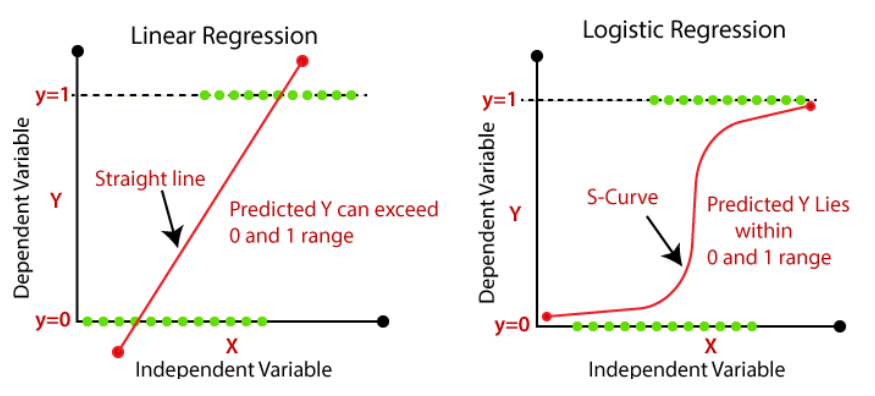 Linear Regression
y=1
Dependent Variable
Y
Straight line
Predicted Y can exceed
0 and 1 range
y=0
X
Independent Variable
Logistic Regression
y=1
Dependent Variable
Y
S-Curve
Predicted Y Lies
within
0 and 1 range
y=0
X
Independent Variable